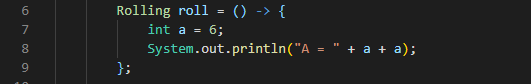 6 Rolling roll = () -> {
7 int a = 6;
8 System.out.println("A = " + a + a);
9 };